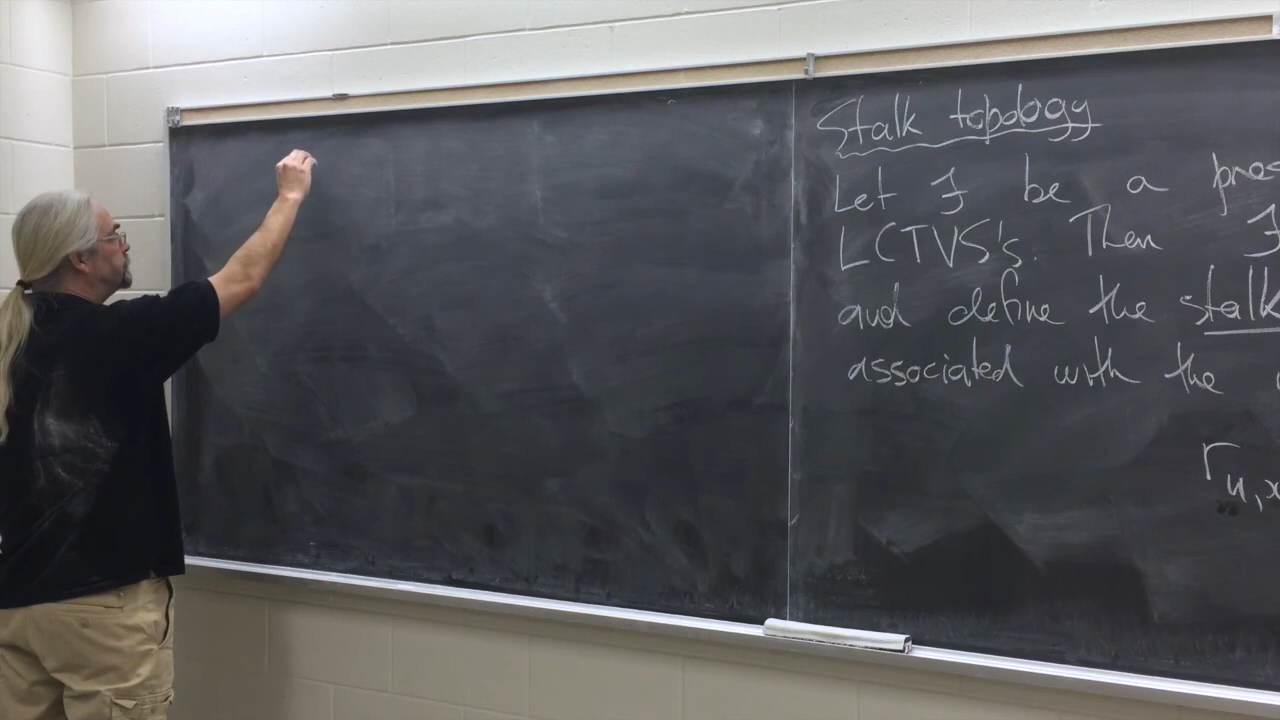 Stalk topology
Let F be a pres
LCTVS's. Then F
and define the stalk
associated with the
r_{u,x